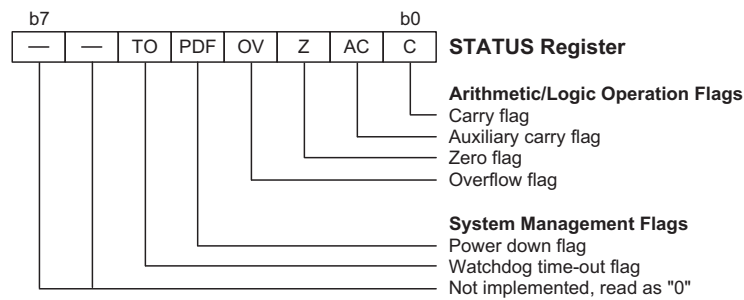 b7 b0
— — TO PDF OV Z AC C STATUS Register
Arithmetic/Logic Operation Flags
Carry flag
Auxiliary carry flag
Zero flag
Overflow flag
System Management Flags
Power down flag
Watchdog time-out flag
Not implemented, read as "0"